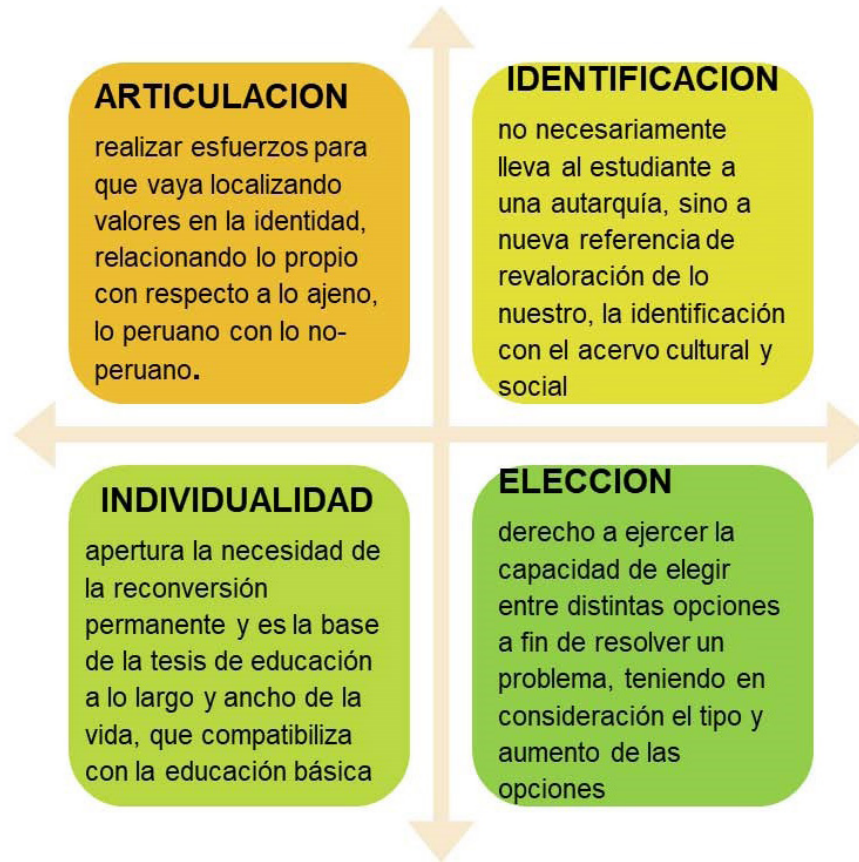 ARTICULACION
realizar esfuerzos para
que vaya localizando
valores en la identidad,
relacionando lo propio
con respecto a lo ajeno,
lo peruano con lo no-
peruano.
IDENTIFICACION
no necesariamente
lleva al estudiante a
una autarquía, sino a
nueva referencia de
revaloración de lo
nuestro, la identificación
con el acervo cultural y
social
INDIVIDUALIDAD
apertura la necesidad de
la reconversión
permanente y es la base
de la tesis de educación
a lo largo y ancho de la
vida, que compatibiliza
con la educación básica
ELECCION
derecho a ejercer la
capacidad de elegir
entre distintas opciones
a fin de resolver un
problema, teniendo en
consideración el tipo y
aumento de las
opciones